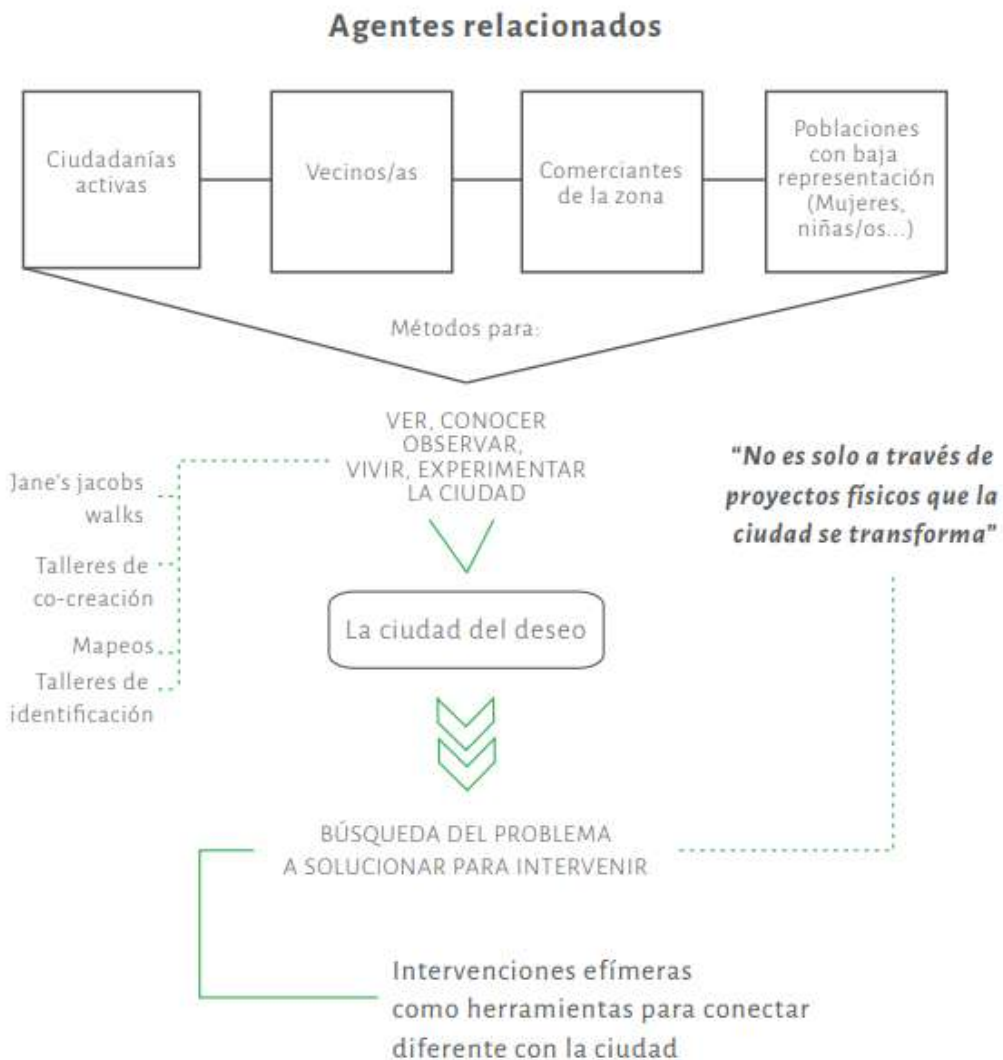 Agentes relacionados
Ciudadanías
activas
Vecinos/as
Comerciantes
de la zona
Poblaciones
con baja
representación
(Mujeres,
niñas/os...)
Métodos para:
VER, CONOCER
OBSERVAR,
VIVIR, EXPERIMENTAR
LA CIUDAD
Jane's jacobs
walks
Talleres de
co-creación
Mapeos
Talleres de
identificación
"No es solo a través de
proyectos físicos que la
ciudad se transforma"
La ciudad del deseo
BÚSQUEDA DEL PROBLEMA
A SOLUCIONAR PARA INTERVENIR
Intervenciones efímeras
como herramientas para conectar
diferente con la ciudad